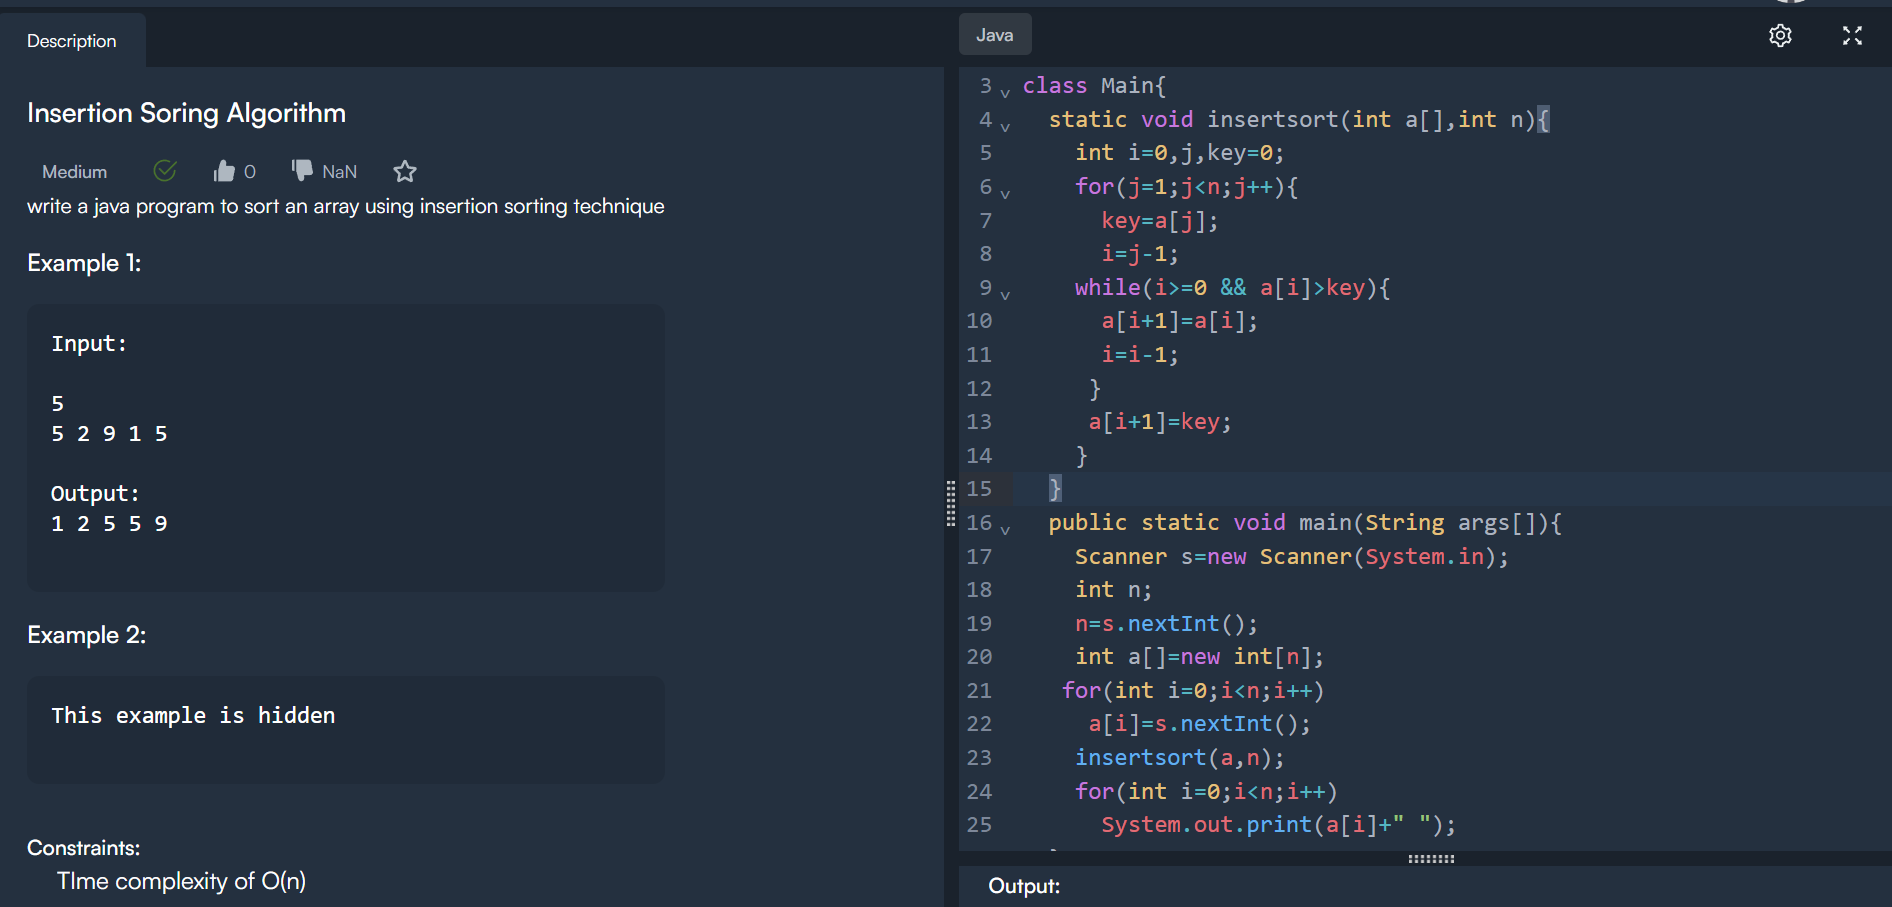 Description
Insertion Soring Algorithm
Medium 0 NaN
write a java program to sort an array using insertion sorting technique
Example 1:
Input:
5
5 2 9 1 5
Output:
1 2 5 5 9
Example 2:
This example is hidden
Constraints:
TIme complexity of O(n)
Java
3 class Main{
4 static void insertsort(int a[],int n){
5 int i=0,j,key=0;
6 for(j=1;j<n;j++){
7 key=a[j];
8 i=j-1;
9 while(i>=0 && a[i]>key){
10 a[i+1]=a[i];
11 i=i-1;
12 }
13 a[i+1]=key;
14 }
15 }
16 public static void main(String args[]){
17 Scanner s=new Scanner(System.in);
18 int n;
19 n=s.nextInt();
20 int a[]=new int[n];
21 for(int i=0;i<n;i++)
22 a[i]=s.nextInt();
23 insertsort(a,n);
24 for(int i=0;i<n;i++)
25 System.out.print(a[i]+" ");
Output: